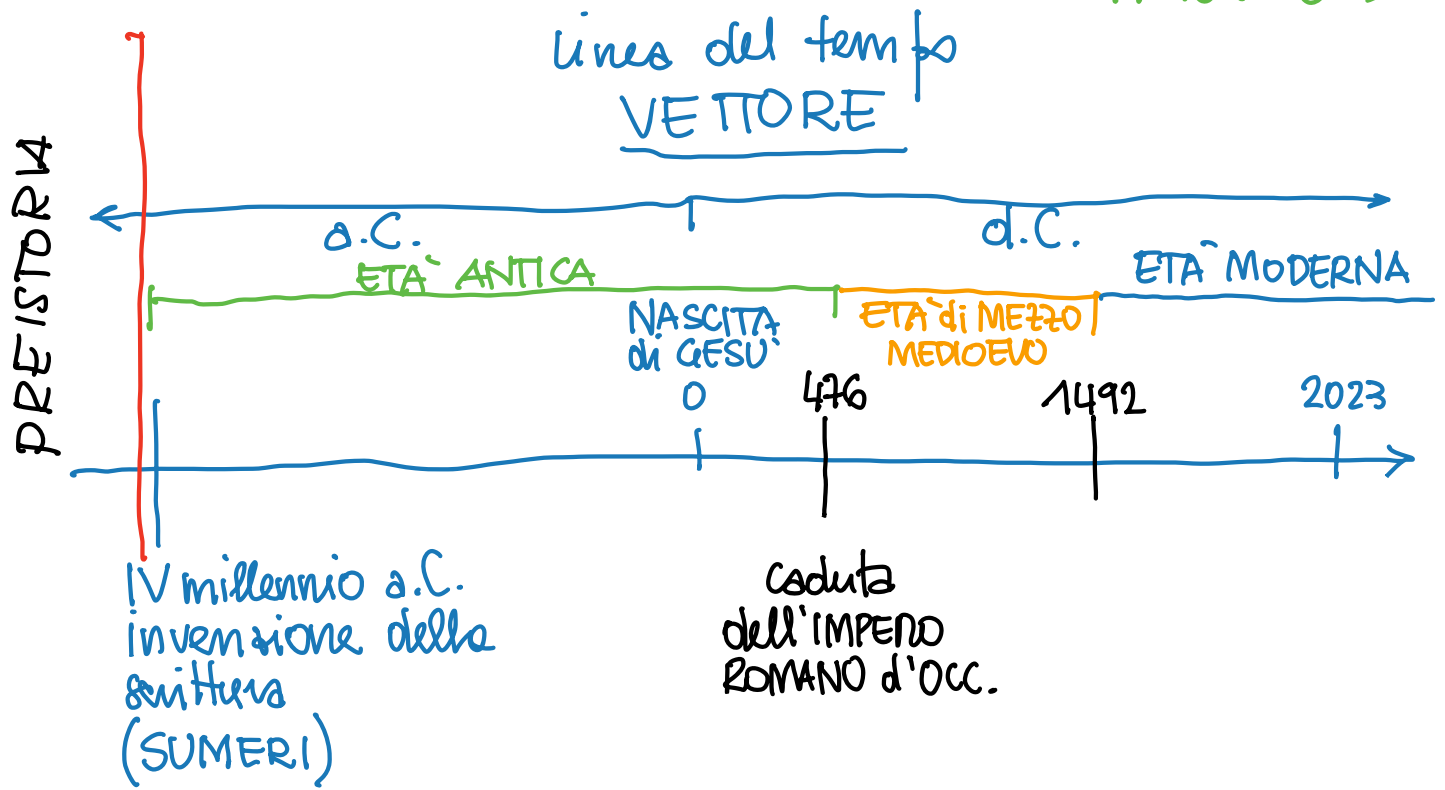 linea del tempo
VETTORE
PREISTORIA
a.C.
d.C.
ETÀ ANTICA
ETÀ MODERNA
NASCITA
di GESÙ
0
ETÀ di MEZZO
MEDIOEVO
476
1492
2023
IV millennio a.C.
invenzione della
scrittura
(SUMERI)
caduta
dell'IMPERO
ROMANO d'OCC.